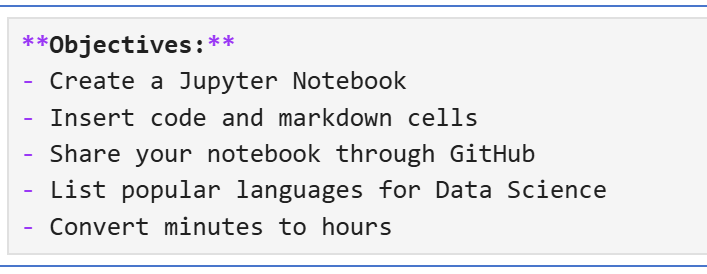 **Objectives:**
- Create a Jupyter Notebook
- Insert code and markdown cells
- Share your notebook through GitHub
- List popular languages for Data Science
- Convert minutes to hours